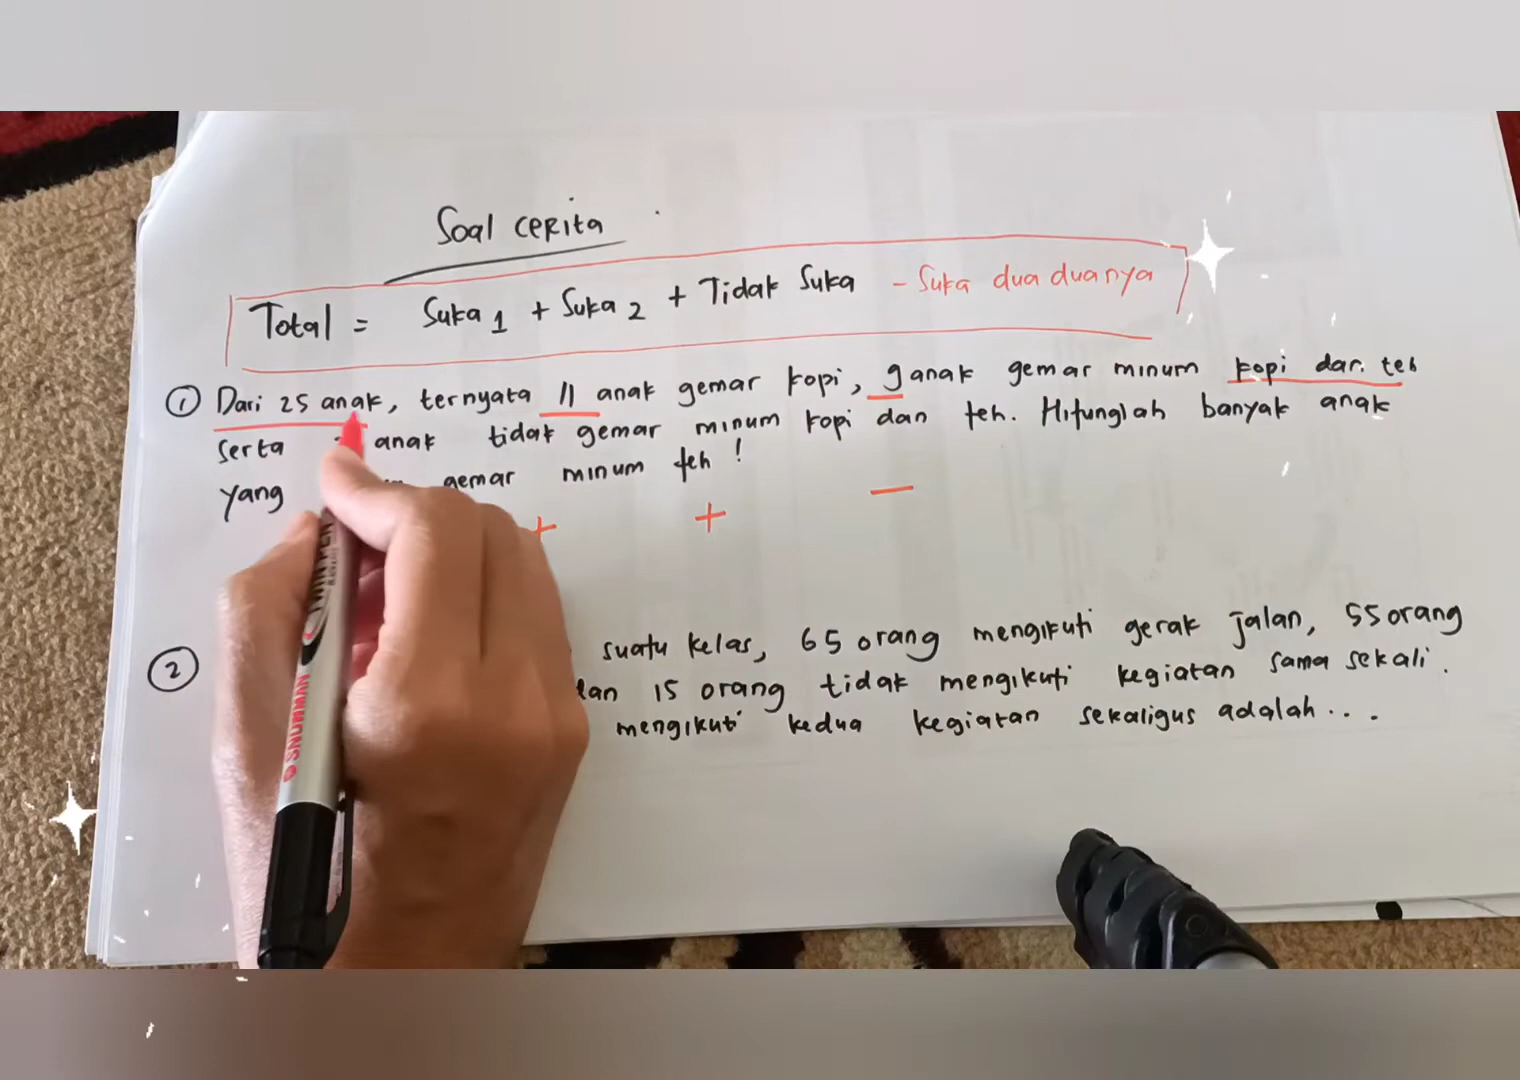 Soal cerita
Total = Suka 1 + Suka 2 + Tidak Suka - Suka dua duanya
1 Dari 25 anak, ternyata 11 anak gemar kopi, 9 anak gemar minum kopi dan teh
serta anak tidak gemar minum kopi dan teh. Hitunglah banyak anak
yang gemar minum teh !
+ + −
2 suatu kelas, 65 orang mengikuti gerak jalan, 55 orang
15 orang tidak mengikuti kegiatan sama sekali.
mengikuti kedua kegiatan sekaligus adalah...
SNOWMAN